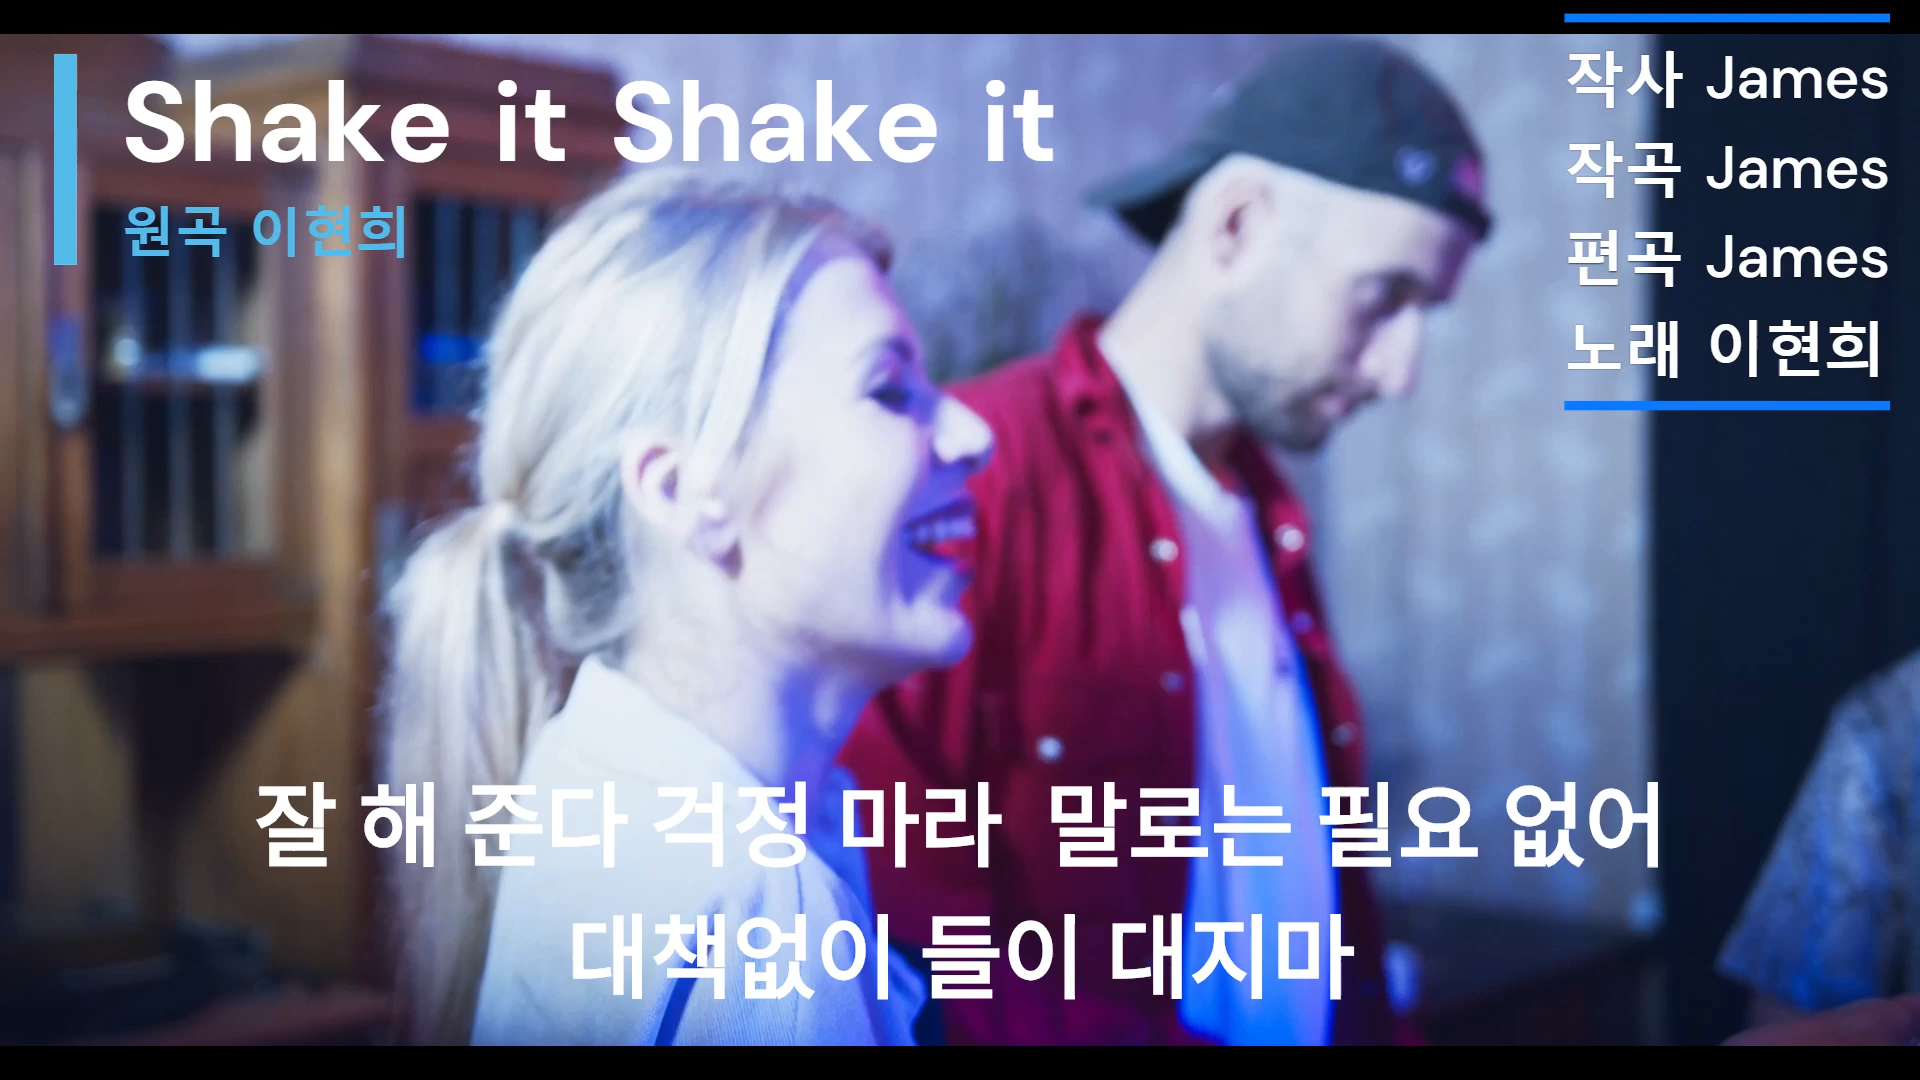 Shake it Shake it
원곡 이현희
작사 James
작곡 James
편곡 James
노래 이현희
잘 해 준다 걱정 마라 말로는 필요 없어
대책없이 들이 대지마